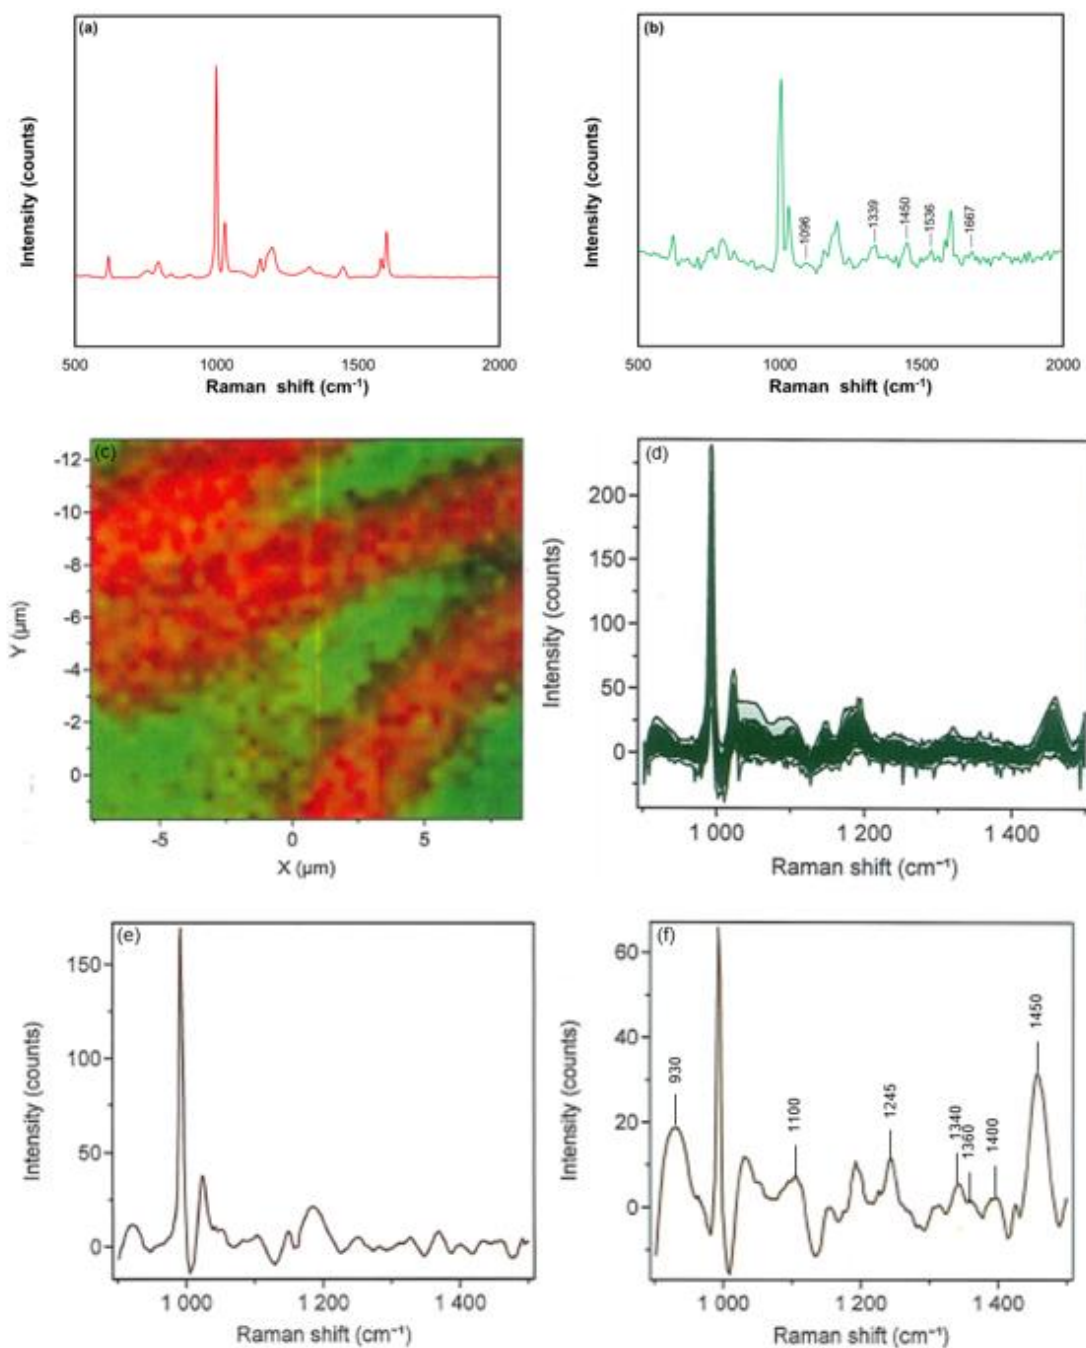 (a)
Intensity (counts)
500 1000 1500 2000
Raman shift (cm⁻¹)
(b)
Intensity (counts)
1096
1339
1450
1536
1667
500 1000 1500 2000
Raman shift (cm⁻¹)
(c)
Y (µm)
-12
-10
-8
-6
-4
-2
0
-5 0 5
X (µm)
(d)
Intensity (counts)
200
150
100
50
0
1 000 1 200 1 400
Raman shift (cm⁻¹)
(e)
Intensity (counts)
150
100
50
0
1 000 1 200 1 400
Raman shift (cm⁻¹)
(f)
Intensity (counts)
60
40
20
0
930
1100
1245
1340
1360
1400
1450
1 000 1 200 1 400
Raman shift (cm⁻¹)